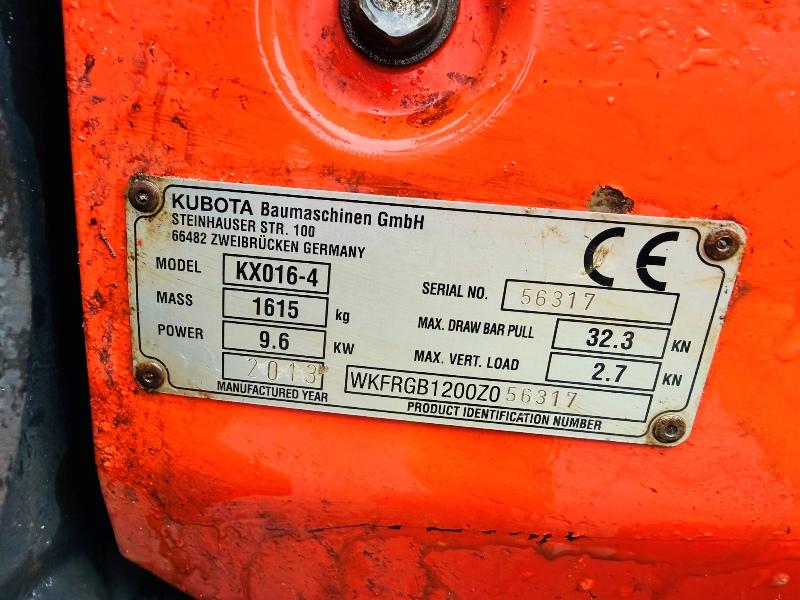 KUBOTA Baumaschinen GmbH
STEINHAUSER STR. 100
66482 ZWEIBRÜCKEN GERMANY
CE
MODEL KX016-4
SERIAL NO. 56317
MASS 1615 kg
MAX. DRAW BAR PULL 32.3 KN
POWER 9.6 KW
MAX. VERT. LOAD 2.7 KN
2013
MANUFACTURED YEAR
WKFRGB1200Z056317
PRODUCT IDENTIFICATION NUMBER